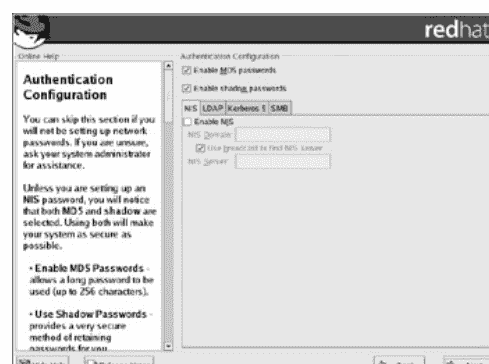 redhat
Online Help
Authentication
Configuration
You can skip this section if you
will not be setting up network
passwords. If you are unsure,
ask your system administrator
for assistance.
Unless you are setting up an
NIS password, you will notice
that both MD5 and shadow are
selected. Using both will make
your system as secure as
possible.
• Enable MD5 Passwords -
allows a long password to be
used (up to 256 characters).
• Use Shadow Passwords -
provides a very secure
method of retaining
passwords for you
Authentication Configuration
Enable MD5 passwords
Enable shadow passwords
NIS LDAP Kerberos 5 SMB
Enable NIS
NIS Domain:
Use broadcast to find NIS server
NIS Server: